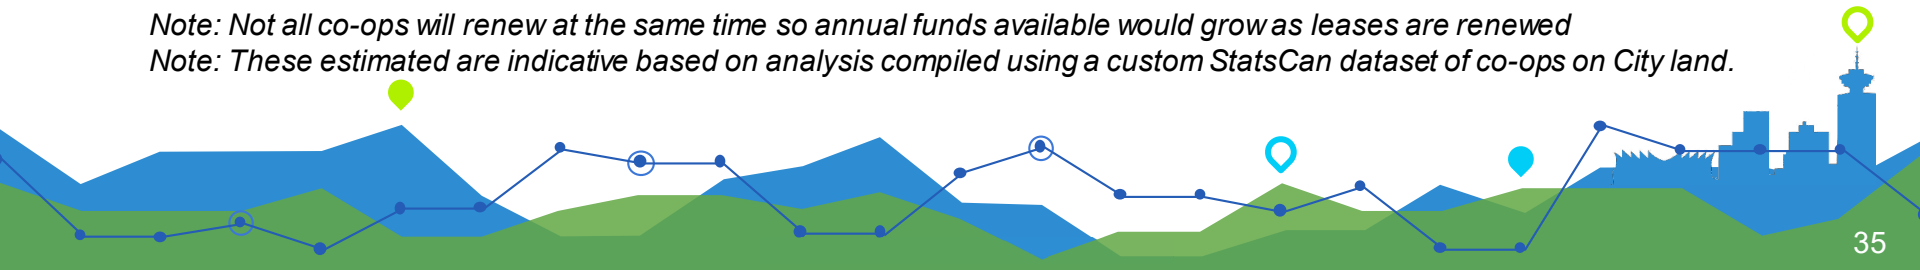 Note: Not all co-ops will renew at the same time so annual funds available would grow as leases are renewed
Note: These estimated are indicative based on analysis compiled using a custom StatsCan dataset of co-ops on City land.
35